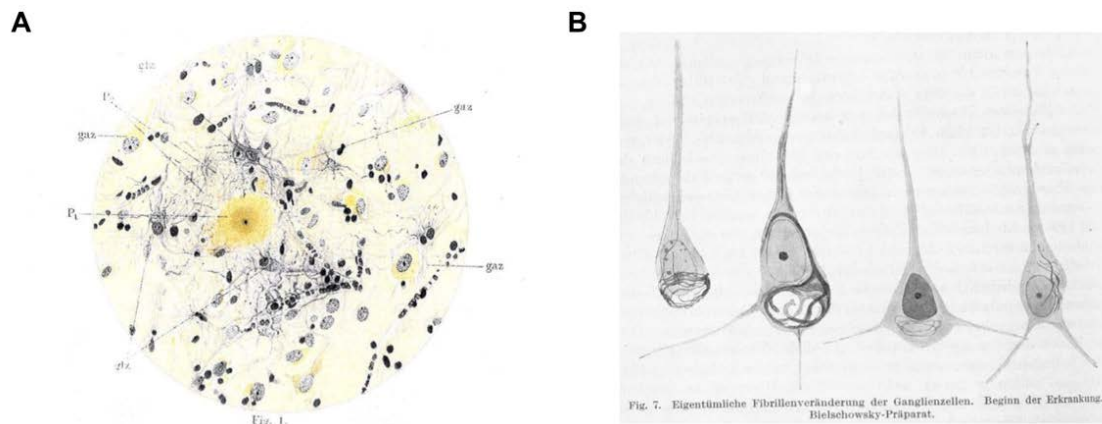 A
B
glz
gaz
gaz
P₁
gaz
glz
Fig. 1.
Fig. 7. Eigentümliche Fibrillenveränderung der Ganglienzellen. Beginn der Erkrankung.
Bielschowsky-Präparat.